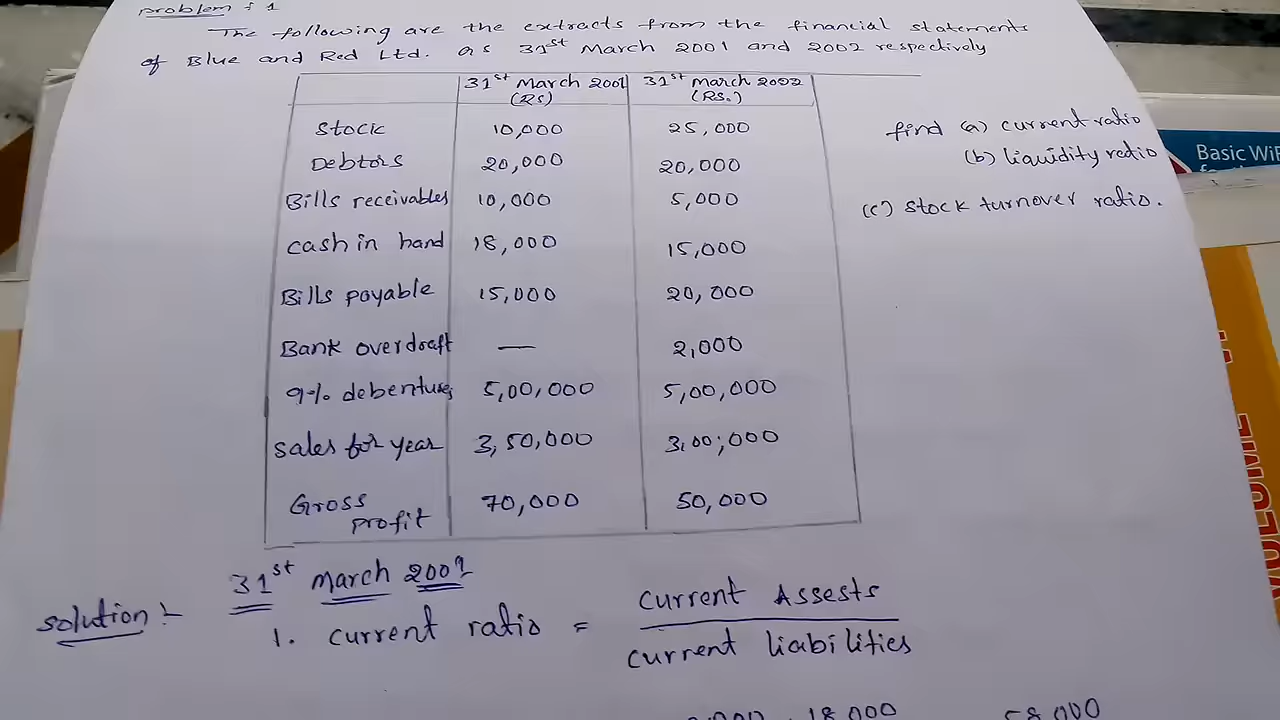 problem : 1
The following are the extracts from the financial statements
of Blue and Red Ltd. as 31st March 2001 and 2002 respectively
31st March 2001 31st March 2002
(RS) (RS.)
Stock 10,000 25,000
Debtors 20,000 20,000
Bills receivables 10,000 5,000
cash in hand 18,000 15,000
Bills payable 15,000 20,000
Bank overdraft — 2,000
9% debentures 5,00,000 5,00,000
sales for year 3,50,000 3,00,000
Gross profit 70,000 50,000
find (a) current ratio
(b) liquidity ratio
(c) stock turnover ratio.
Basic WiF
VOLUME
solution :- 31st March 2001
1. current ratio = current Assests
current liabilities
18,000 58,000